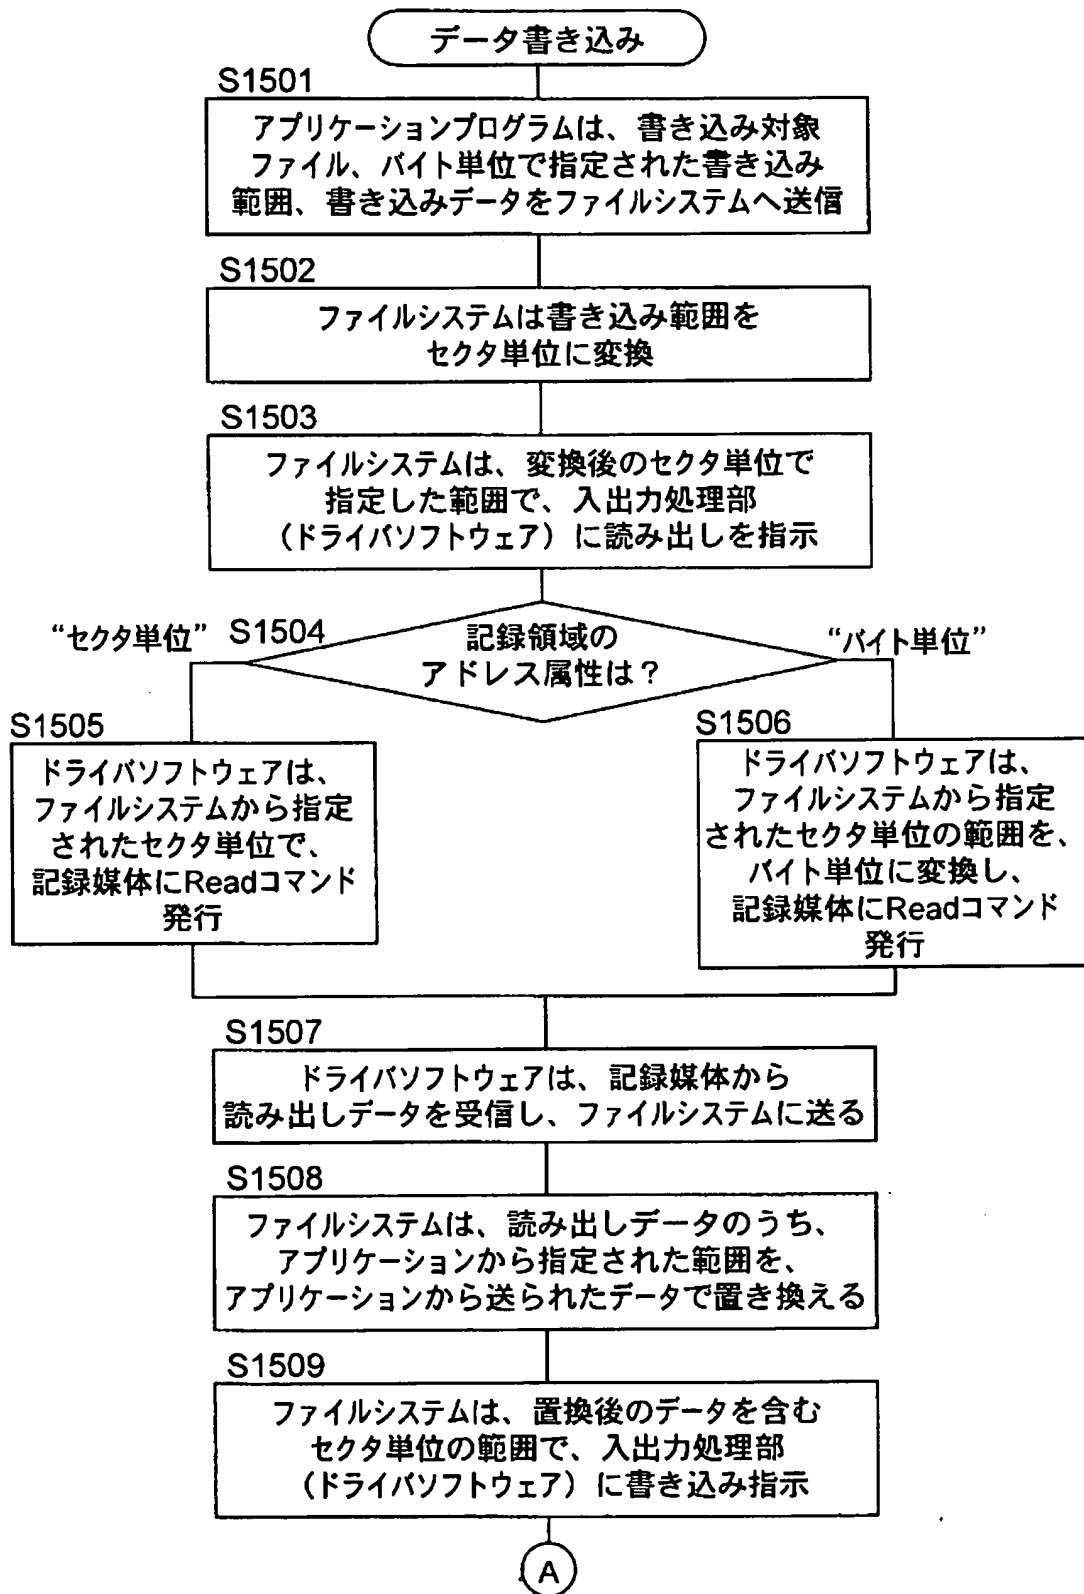 データ書き込み
S1501
アプリケーションプログラムは、書き込み対象
ファイル、バイト単位で指定された書き込み
範囲、書き込みデータをファイルシステムへ送信
S1502
ファイルシステムは書き込み範囲を
セクタ単位に変換
S1503
ファイルシステムは、変換後のセクタ単位で
指定した範囲で、入出力処理部
（ドライバソフトウェア）に読み出しを指示
“セクタ単位”
S1504
記録領域の
アドレス属性は？
“バイト単位”
S1505
ドライバソフトウェアは、
ファイルシステムから指定
されたセクタ単位で、
記録媒体にReadコマンド
発行
S1506
ドライバソフトウェアは、
ファイルシステムから指定
されたセクタ単位の範囲を、
バイト単位に変換し、
記録媒体にReadコマンド
発行
S1507
ドライバソフトウェアは、記録媒体から
読み出しデータを受信し、ファイルシステムに送る
S1508
ファイルシステムは、読み出しデータのうち、
アプリケーションから指定された範囲を、
アプリケーションから送られたデータで置き換える
S1509
ファイルシステムは、置換後のデータを含む
セクタ単位の範囲で、入出力処理部
（ドライバソフトウェア）に書き込み指示
A